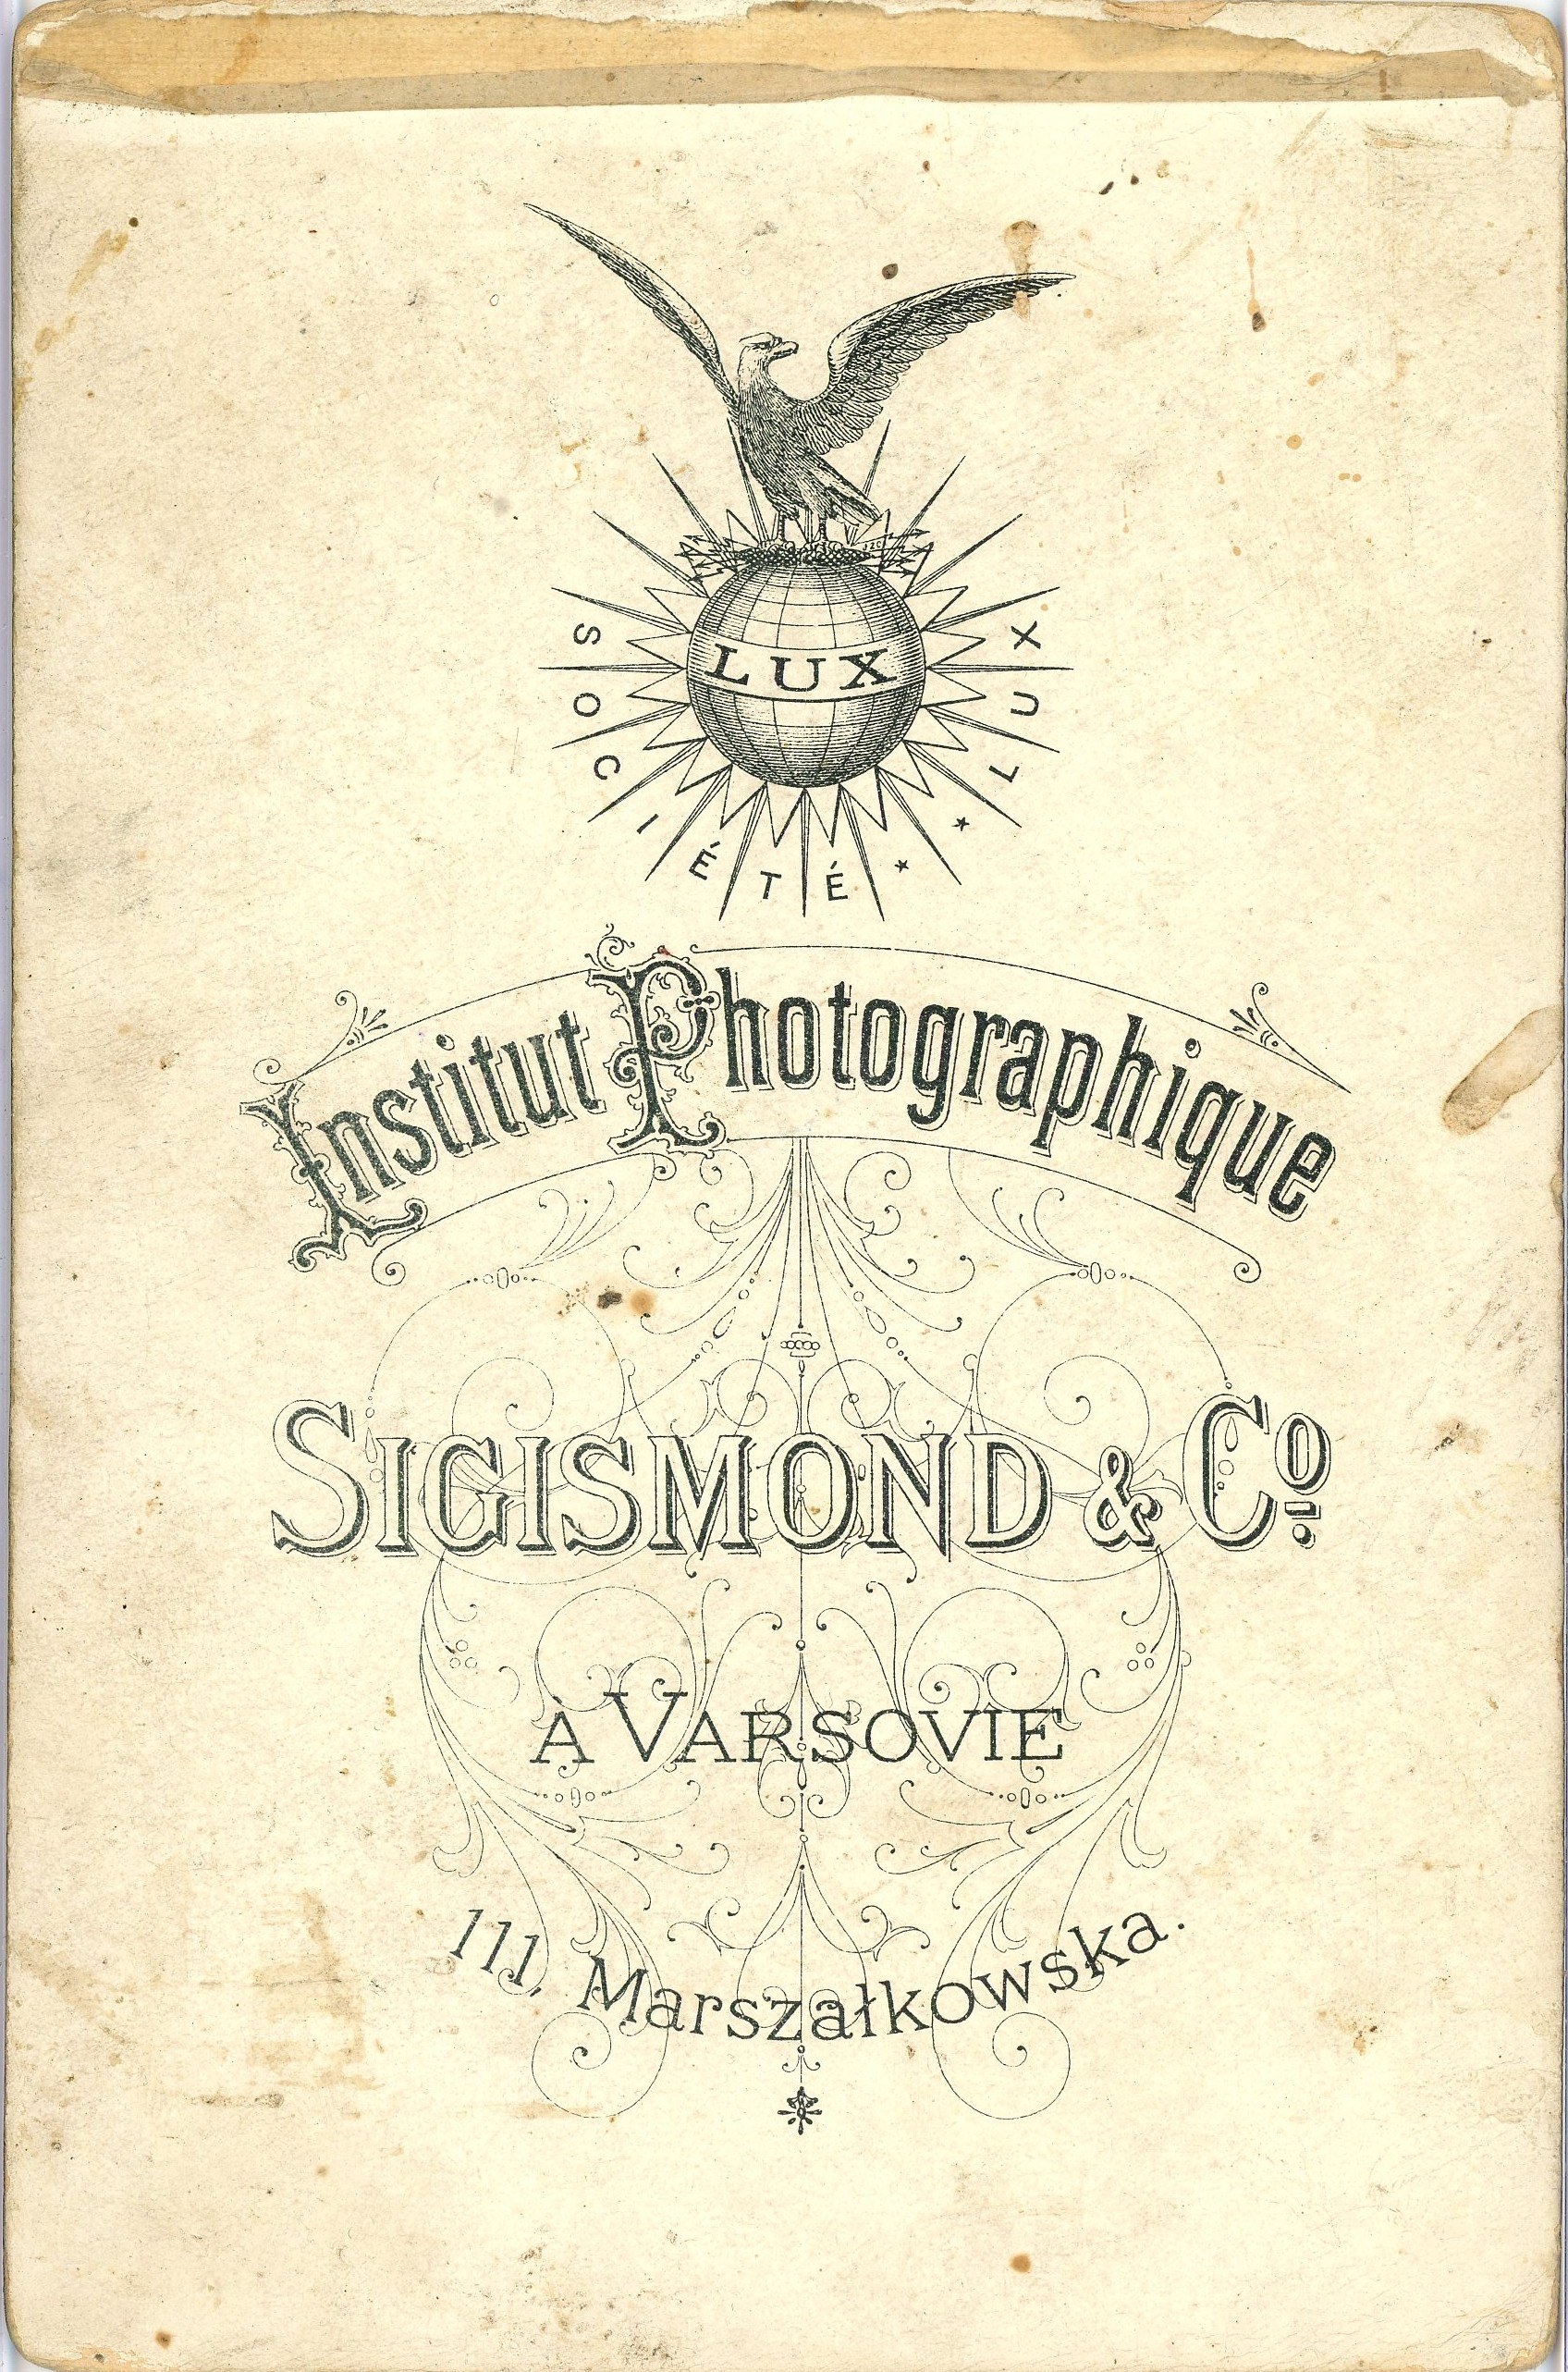 LUX
SOCIÉTÉ ★ ★ LUX
Institut Photographique
SIGISMOND & Co.
À VARSOVIE
111, Marszałkowska.